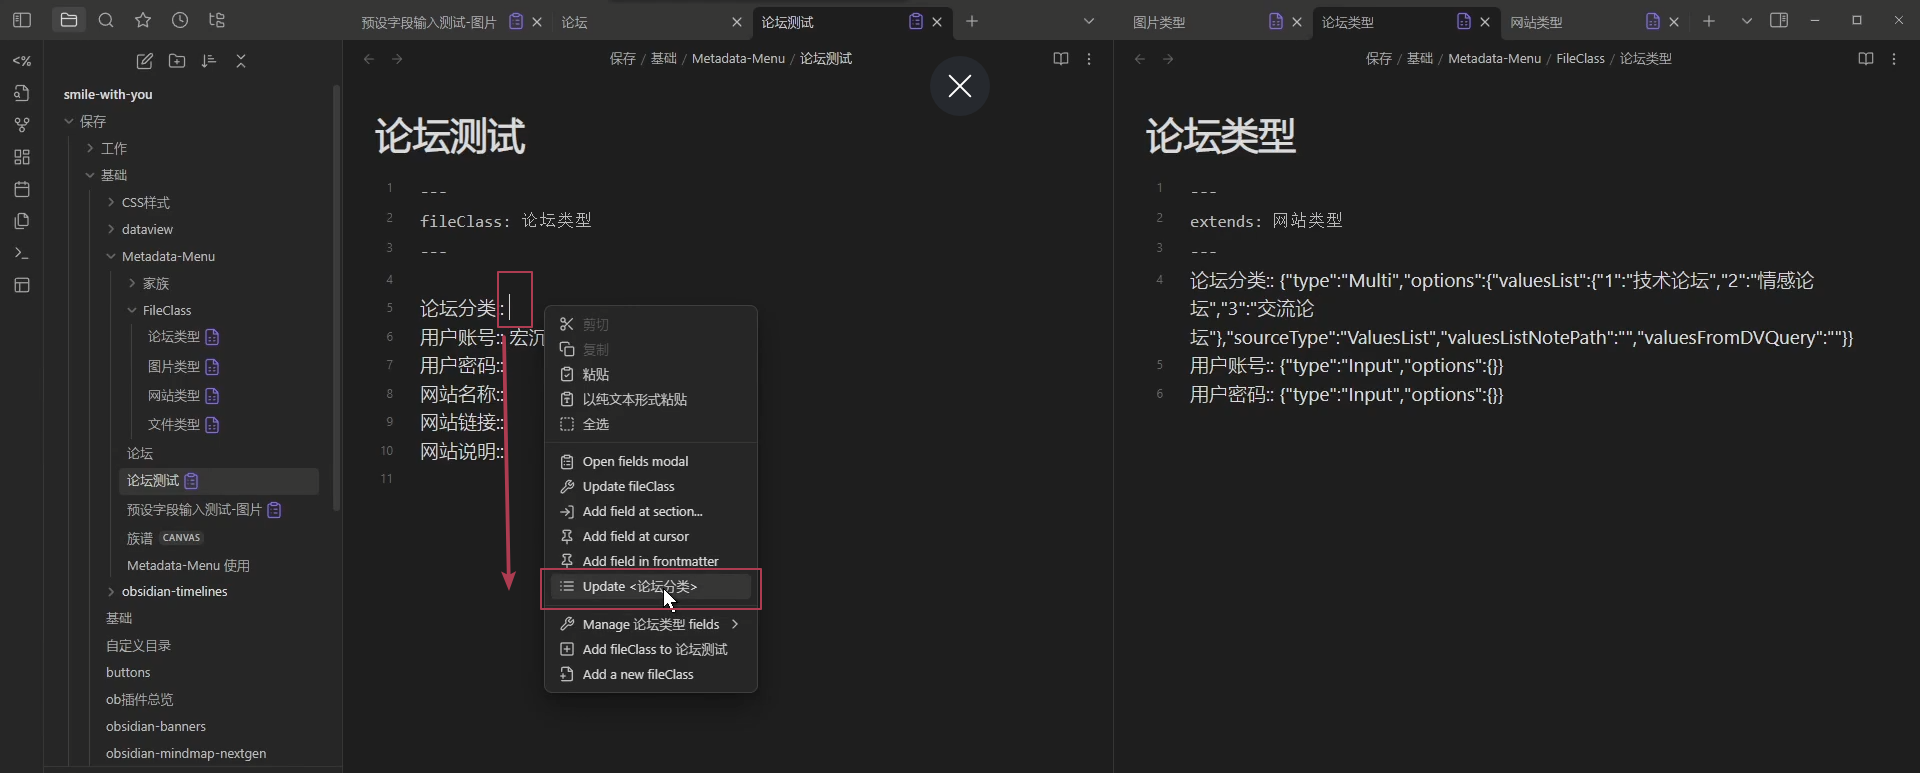 预设字段输入测试-图片
论坛
论坛测试
图片类型
论坛类型
网站类型
<%
smile-with-you
保存
工作
基础
CSS样式
dataview
Metadata-Menu
家族
FileClass
论坛类型
图片类型
网站类型
文件类型
论坛
论坛测试
预设字段输入测试-图片
族谱 CANVAS
Metadata-Menu 使用
obsidian-timelines
基础
自定义目录
buttons
ob插件总览
obsidian-banners
obsidian-mindmap-nextgen
保存 / 基础 / Metadata-Menu / 论坛测试
论坛测试
1 ---
2 fileClass: 论坛类型
3 ---
4
5 论坛分类::
6 用户账号:: 宏沉
7 用户密码::
8 网站名称::
9 网站链接::
10 网站说明::
11
剪切
复制
粘贴
以纯文本形式粘贴
全选
Open fields modal
Update fileClass
Add field at section...
Add field at cursor
Add field in frontmatter
Update <论坛分类>
Manage 论坛类型 fields
Add fileClass to 论坛测试
Add a new fileClass
保存 / 基础 / Metadata-Menu / FileClass / 论坛类型
论坛类型
1 ---
2 extends: 网站类型
3 ---
4 论坛分类:: {"type":"Multi","options":{"valuesList":{"1":"技术论坛","2":"情感论
坛","3":"交流论
坛"},"sourceType":"ValuesList","valuesListNotePath":"","valuesFromDVQuery":""}}
5 用户账号:: {"type":"Input","options":{}}
6 用户密码:: {"type":"Input","options":{}}